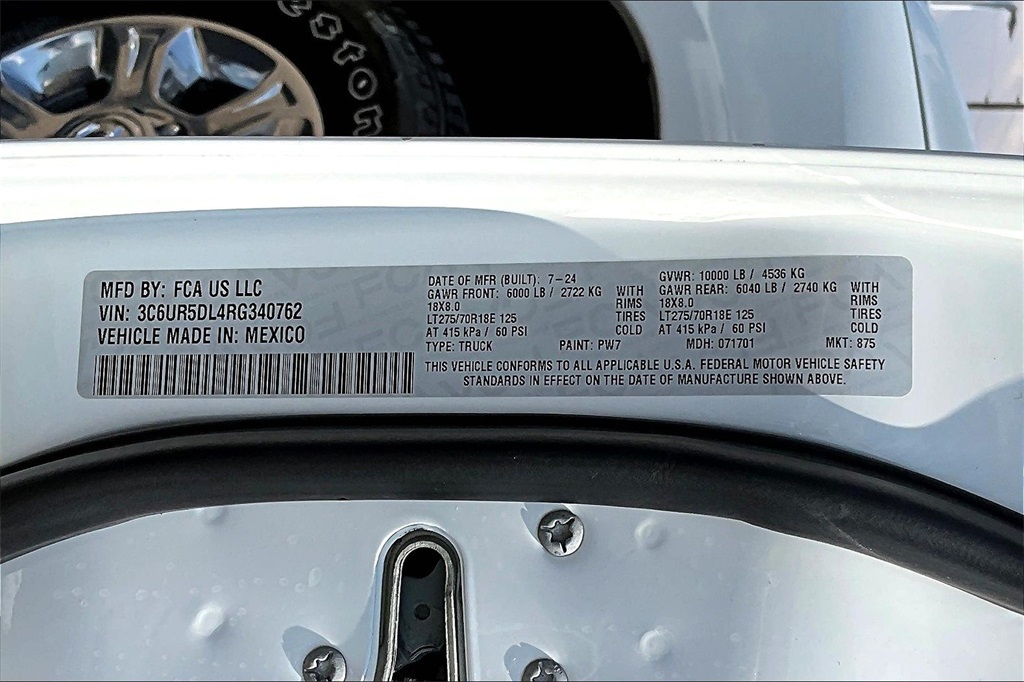 estone
MFD BY: FCA US LLC
VIN: 3C6UR5DL4RG340762
VEHICLE MADE IN: MEXICO
DATE OF MFR (BUILT): 7-24
GAWR FRONT: 6000 LB / 2722 KG WITH
18X8.0 RIMS
LT275/70R18E 125 TIRES
AT 415 kPa / 60 PSI COLD
GVWR: 10000 LB / 4536 KG
GAWR REAR: 6040 LB / 2740 KG WITH
18X8.0 RIMS
LT275/70R18E 125 TIRES
AT 415 kPa / 60 PSI COLD
TYPE: TRUCK PAINT: PW7 MDH: 071701 MKT: 875
THIS VEHICLE CONFORMS TO ALL APPLICABLE U.S.A. FEDERAL MOTOR VEHICLE SAFETY
STANDARDS IN EFFECT ON THE DATE OF MANUFACTURE SHOWN ABOVE.